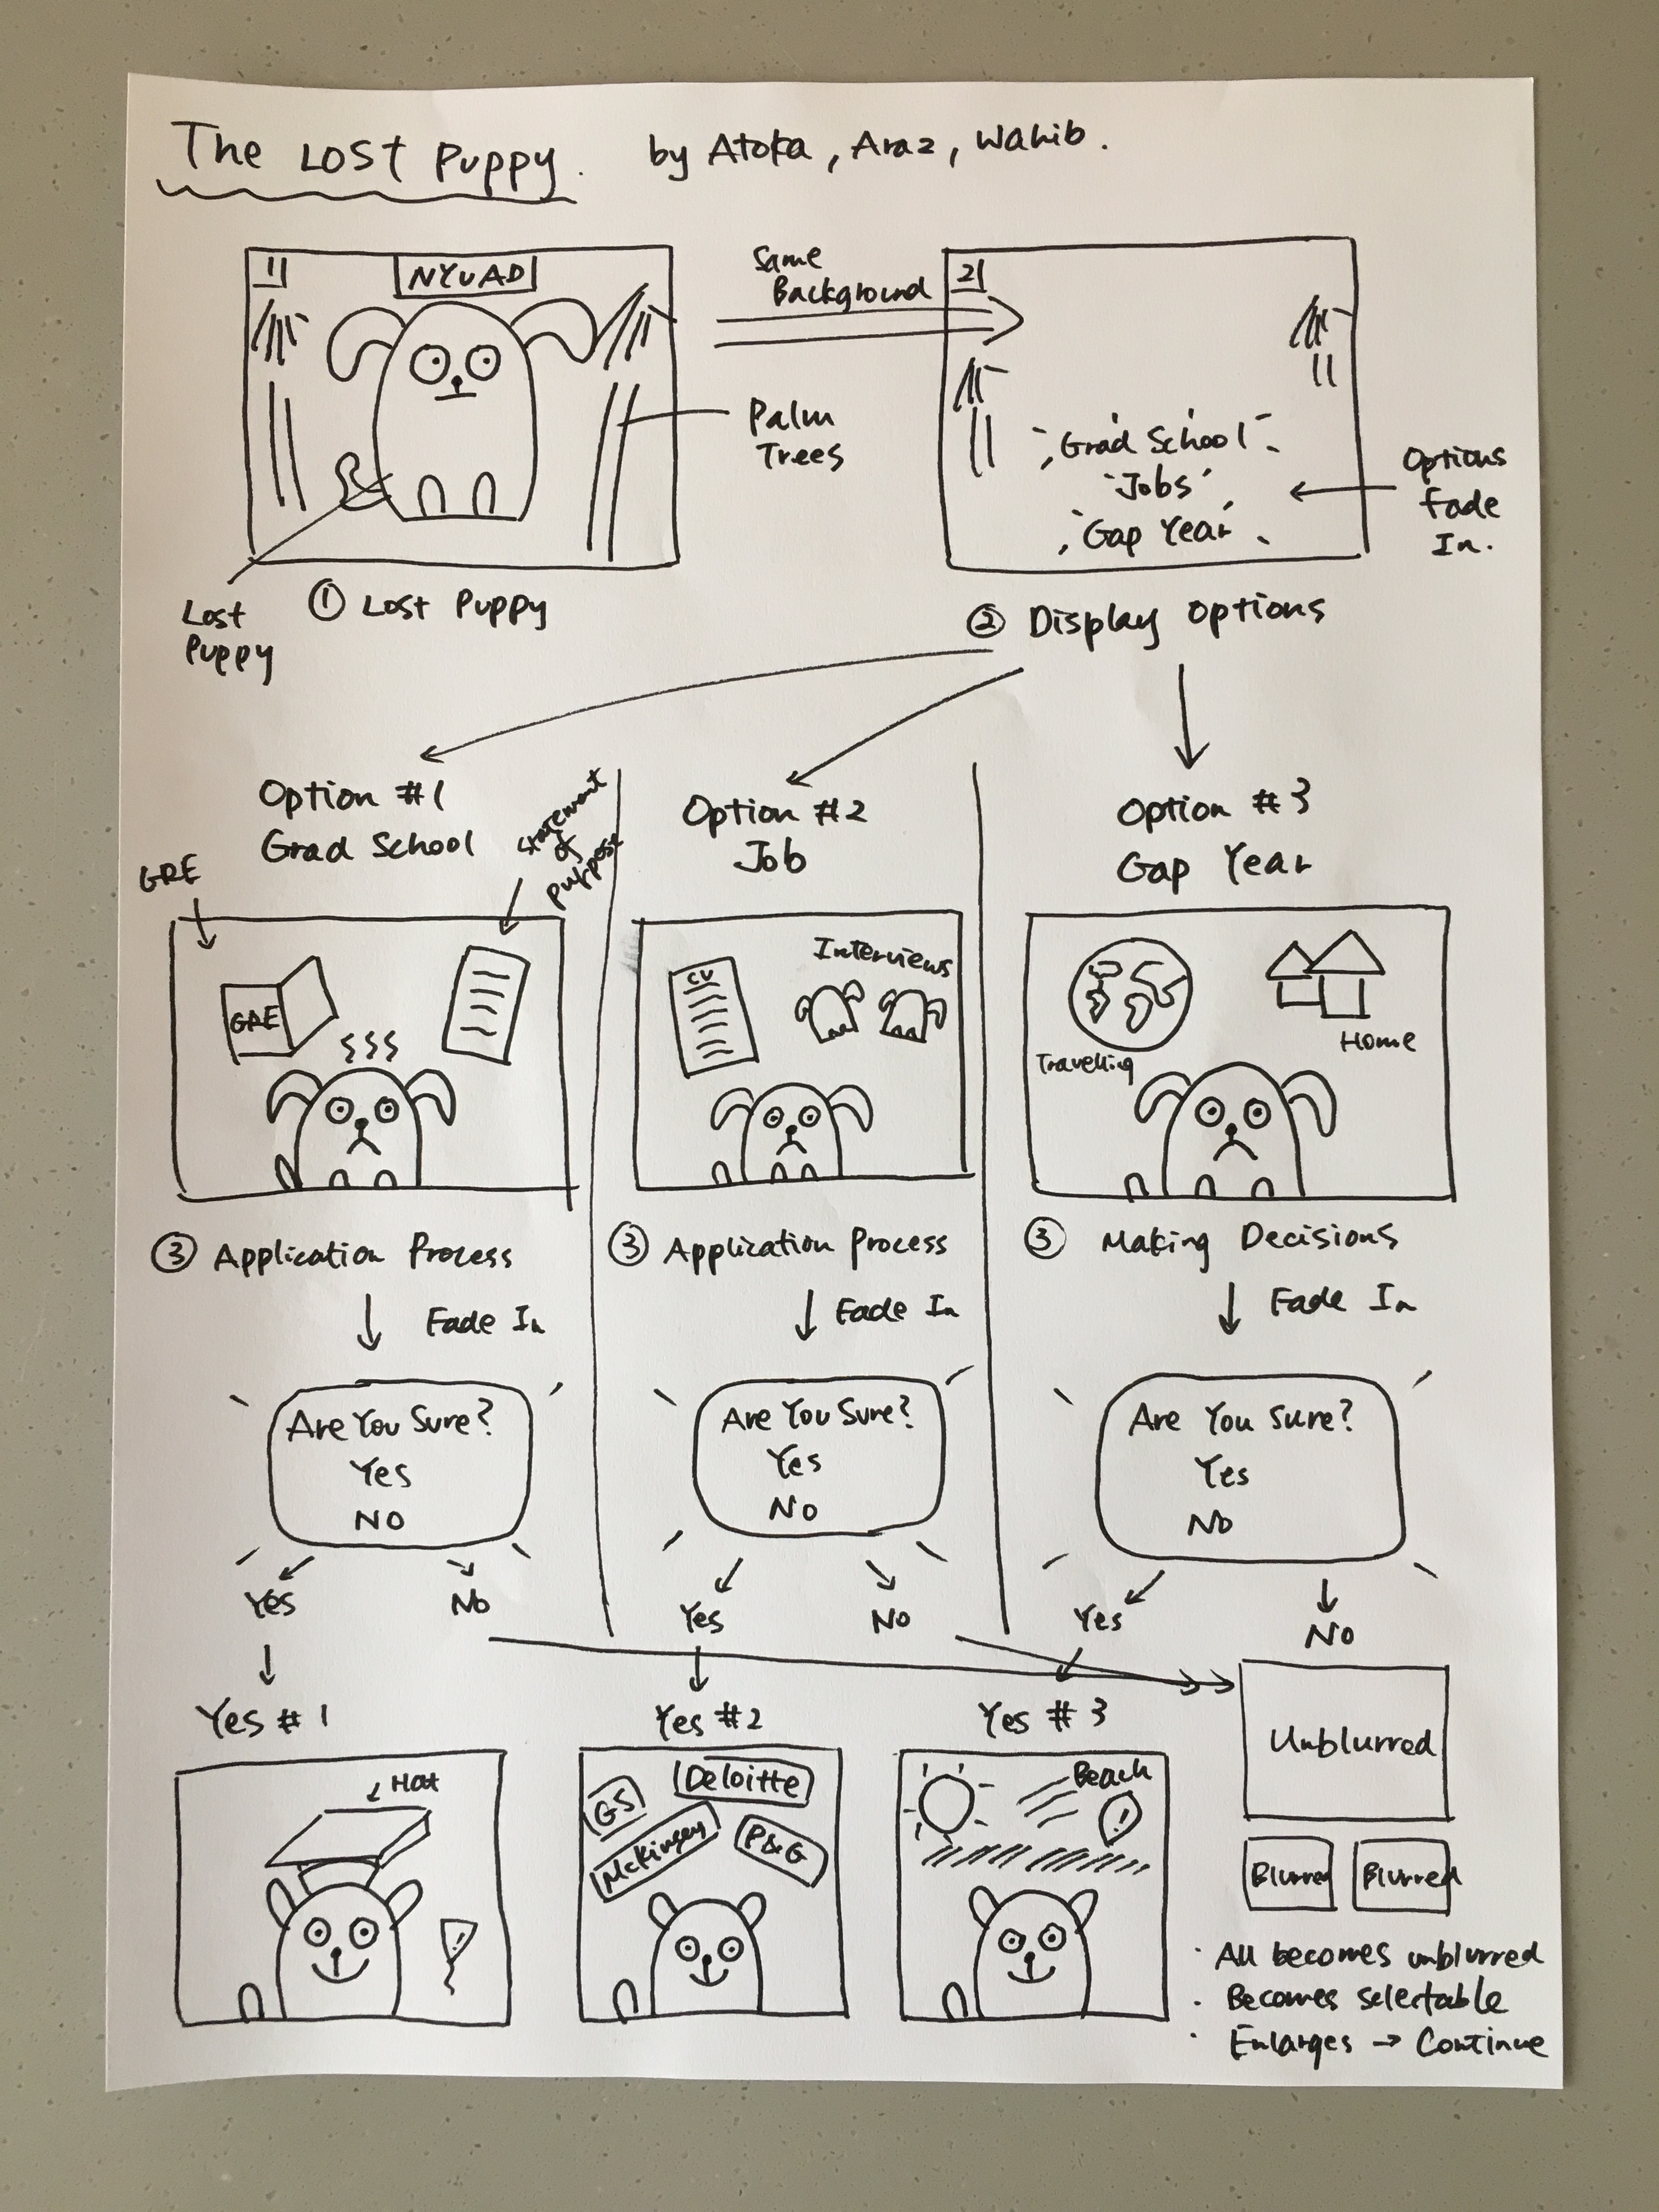 The Lost Puppy. by Atoka, Araz, Wahib.
1
NYUAD
Same
Background
2
Palm
Trees
Grad School
Jobs
Gap Year
Options
Fade
In.
Lost
Puppy
① Lost Puppy
② Display Options
Option #1
Grad School
GRE
Statement
of
Purpose
Option #2
Job
Option #3
Gap Year
GRE
CV
Interviews
Travelling
Home
③ Application Process
③ Application Process
③ Making Decisions
Fade In
Fade In
Fade In
Are You Sure?
Yes
No
Are You Sure?
Yes
No
Are You Sure?
Yes
No
Yes
No
Yes
No
Yes
No
Yes #1
Yes #2
Yes #3
Hat
GS
Deloitte
McKinsey
P&G
Beach
Unblurred
Blurred
Blurred
· All becomes unblurred
· Becomes selectable
· Enlarges → Continue